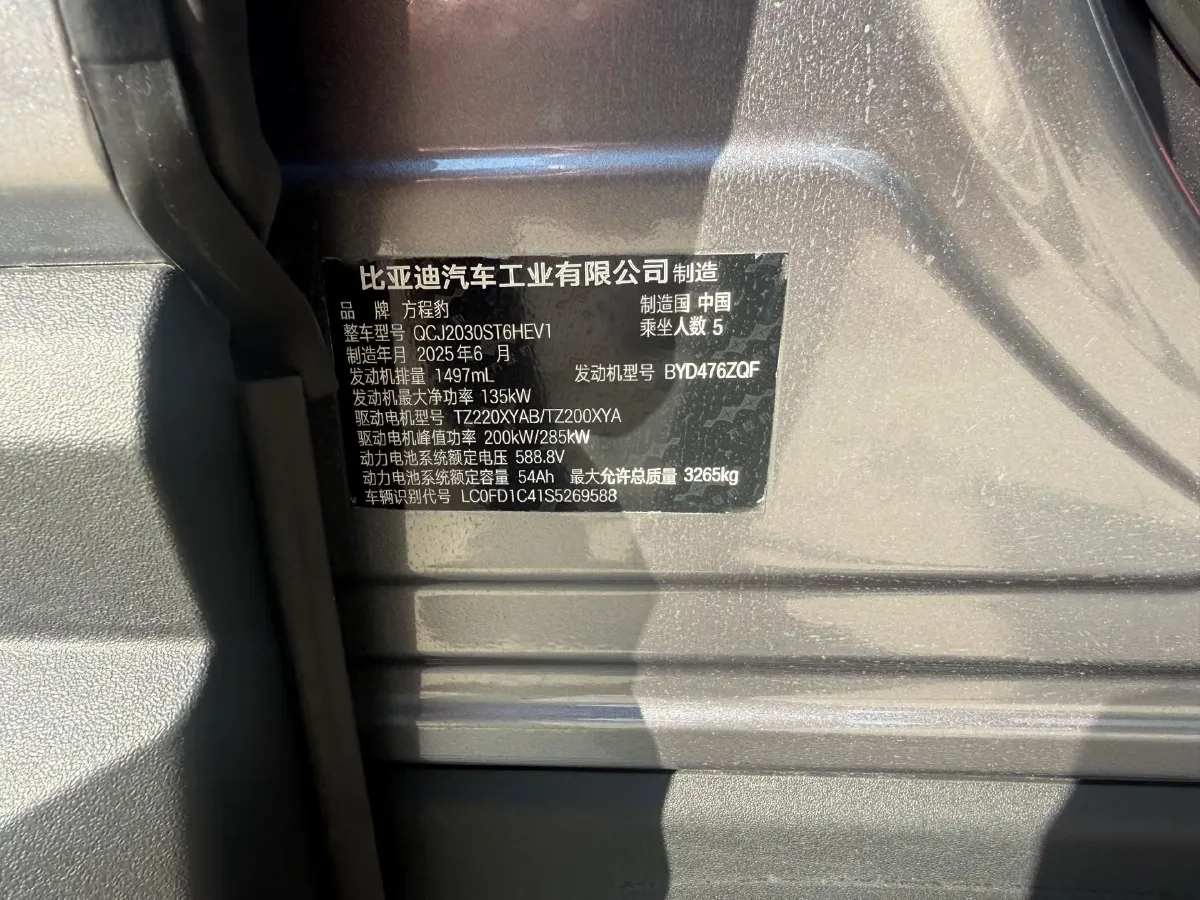 比亚迪汽车工业有限公司制造
品 牌 方程豹 制造国 中国
整车型号 QCJ2030ST6HEV1 乘坐人数 5
制造年月 2025年6 月
发动机排量 1497mL 发动机型号 BYD476ZQF
发动机最大净功率 135kW
驱动电机型号 TZ220XYAB/TZ200XYA
驱动电机峰值功率 200kW/285kW
动力电池系统额定电压 588.8V
动力电池系统额定容量 54Ah 最大允许总质量 3265kg
车辆识别代号 LC0FD1C41S5269588